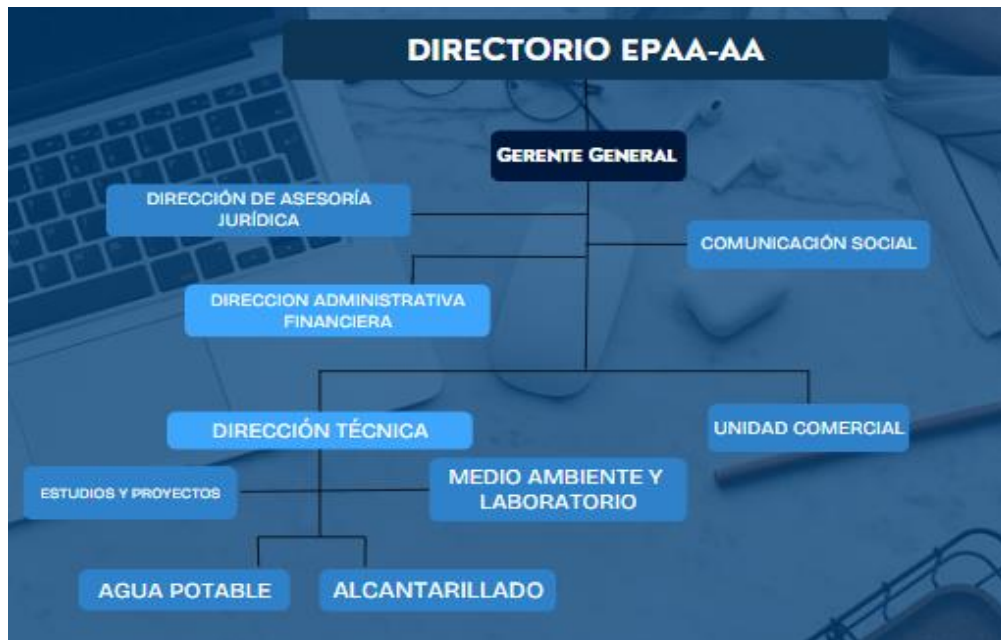 DIRECTORIO EPAA-AA
GERENTE GENERAL
DIRECCIÓN DE ASESORÍA
JURÍDICA
COMUNICACIÓN SOCIAL
DIRECCION ADMINISTRATIVA
FINANCIERA
DIRECCIÓN TÉCNICA
UNIDAD COMERCIAL
ESTUDIOS Y PROYECTOS
MEDIO AMBIENTE Y
LABORATORIO
AGUA POTABLE
ALCANTARILLADO